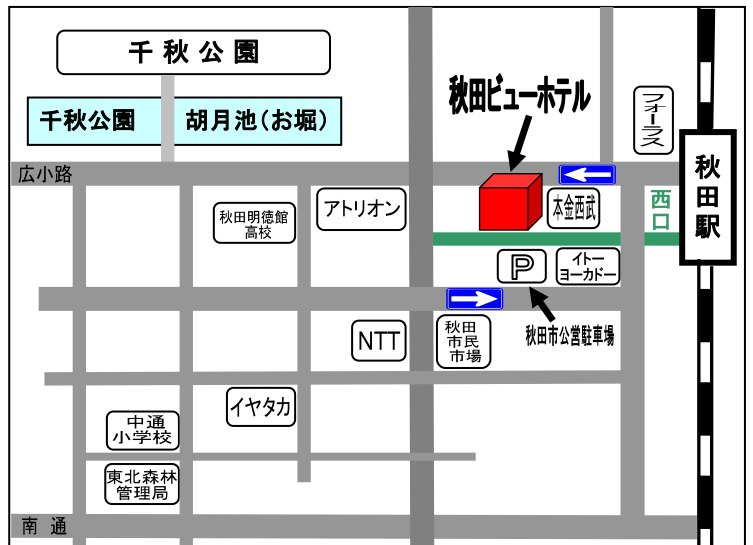 千秋公園
千秋公園
胡月池(お堀)
秋田ビューホテル
フォーラス
広小路
秋田駅
西口
本金西武
アトリオン
秋田明徳館
高校
P
イトー
ヨーカドー
秋田市公営駐車場
NTT
秋田
市民
市場
イヤタカ
中通
小学校
東北森林
管理局
南通